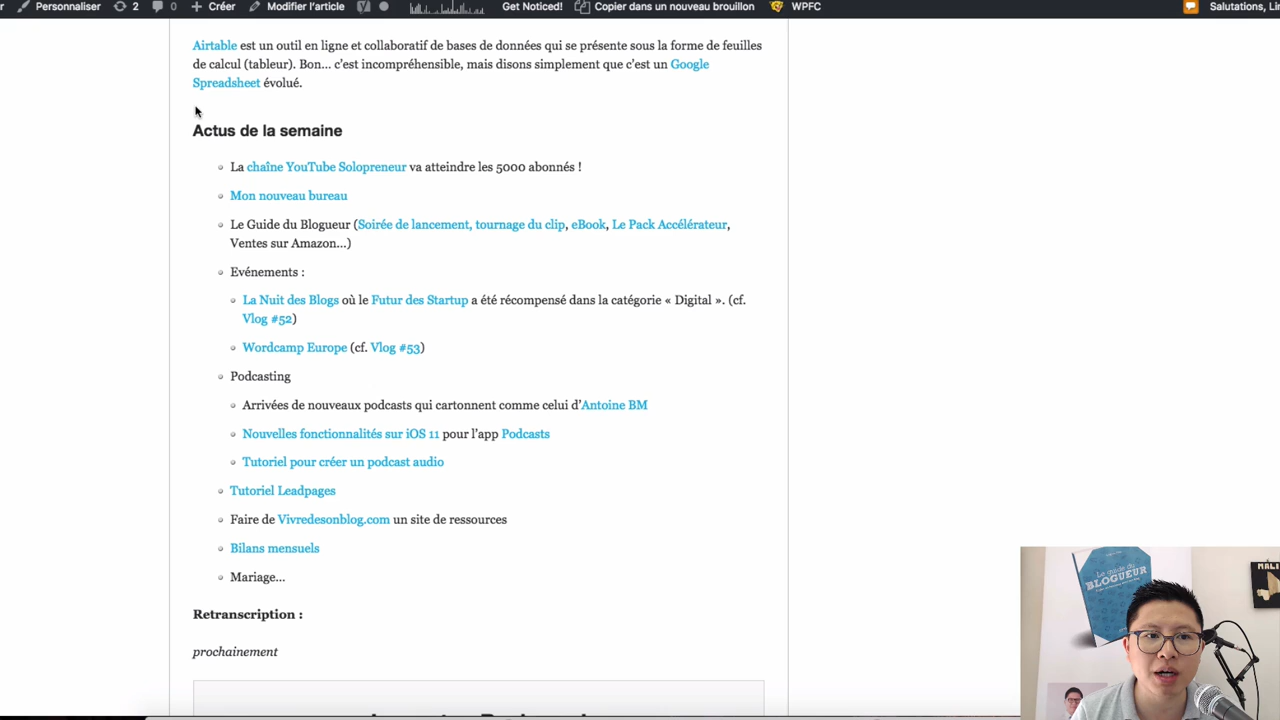 Personnaliser 2 0 Créer Modifier l'article Get Noticed! Copier dans un nouveau brouillon WPFC Salutations,
Airtable est un outil en ligne et collaboratif de bases de données qui se présente sous la forme de feuilles
de calcul (tableur). Bon... c'est incompréhensible, mais disons simplement que c'est un Google
Spreadsheet évolué.
Actus de la semaine
La chaîne YouTube Solopreneur va atteindre les 5000 abonnés !
Mon nouveau bureau
Le Guide du Blogueur (Soirée de lancement, tournage du clip, eBook, Le Pack Accélérateur,
Ventes sur Amazon...)
Evénements :
La Nuit des Blogs où le Futur des Startup a été récompensé dans la catégorie « Digital ». (cf.
Vlog #52)
Wordcamp Europe (cf. Vlog #53)
Podcasting
Arrivées de nouveaux podcasts qui cartonnent comme celui d'Antoine BM
Nouvelles fonctionnalités sur iOS 11 pour l'app Podcasts
Tutoriel pour créer un podcast audio
Tutoriel Leadpages
Faire de Vivredesonblog.com un site de ressources
Bilans mensuels
Mariage...
Retranscription :
prochainement
Le guide du
BLOGUEUR
MALI